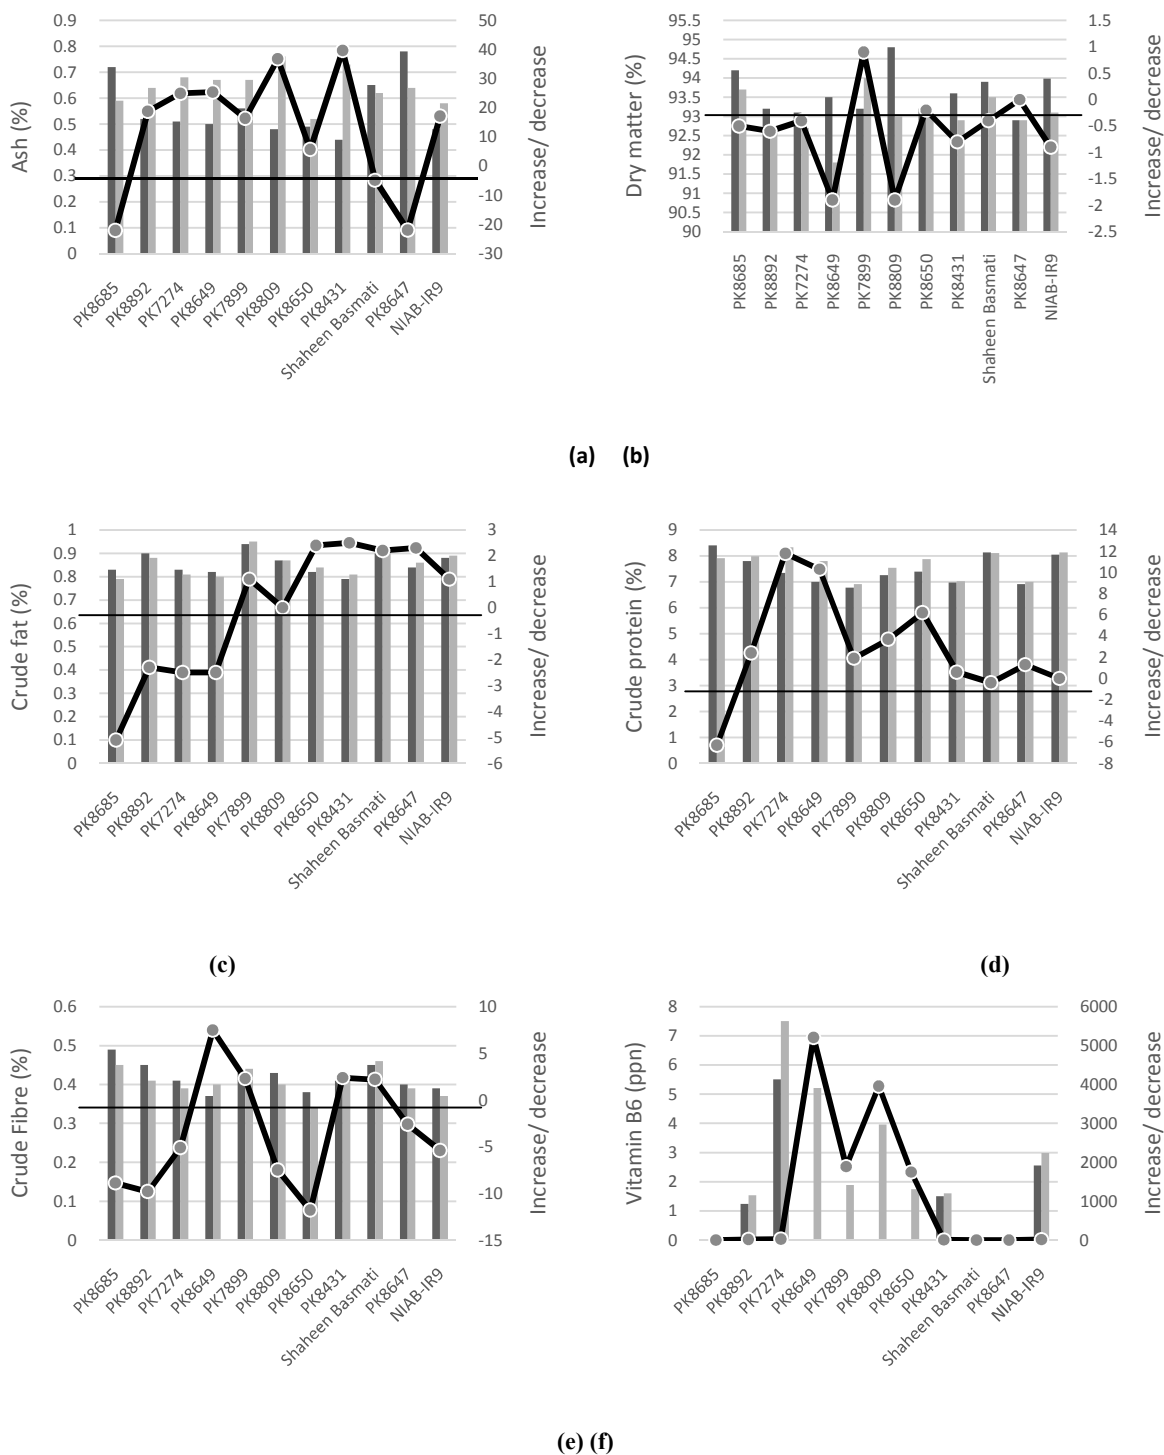 Ash (%)
0.9
0.8
0.7
0.6
0.5
0.4
0.3
0.2
0.1
0
50
40
30
20
10
0
-10
-20
-30
Increase/ decrease
PK8685
PK8892
PK7274
PK8649
PK7899
PK8809
PK8650
PK8431
Shaheen Basmati
PK8647
NIAB-IR9
Dry matter (%)
95.5
95
94.5
94
93.5
93
92.5
92
91.5
91
90.5
90
1.5
1
0.5
0
-0.5
-1
-1.5
-2
-2.5
Increase/ decrease
PK8685
PK8892
PK7274
PK8649
PK7899
PK8809
PK8650
PK8431
Shaheen Basmati
PK8647
NIAB-IR9
(a) (b)
Crude fat (%)
1
0.9
0.8
0.7
0.6
0.5
0.4
0.3
0.2
0.1
0
3
2
1
0
-1
-2
-3
-4
-5
-6
Increase/ decrease
PK8685
PK8892
PK7274
PK8649
PK7899
PK8809
PK8650
PK8431
Shaheen Basmati
PK8647
NIAB-IR9
Crude protein (%)
9
8
7
6
5
4
3
2
1
0
14
12
10
8
6
4
2
0
-2
-4
-6
-8
Increase/ decrease
PK8685
PK8892
PK7274
PK8649
PK7899
PK8809
PK8650
PK8431
Shaheen Basmati
PK8647
NIAB-IR9
(c) (d)
Crude Fibre (%)
0.6
0.5
0.4
0.3
0.2
0.1
0
10
5
0
-5
-10
-15
Increase/ decrease
PK8685
PK8892
PK7274
PK8649
PK7899
PK8809
PK8650
PK8431
Shaheen Basmati
PK8647
NIAB-IR9
Vitamin B6 (ppn)
8
7
6
5
4
3
2
1
0
6000
5000
4000
3000
2000
1000
0
Increase/ decrease
PK8685
PK8892
PK7274
PK8649
PK7899
PK8809
PK8650
PK8431
Shaheen Basmati
PK8647
NIAB-IR9
(e) (f)